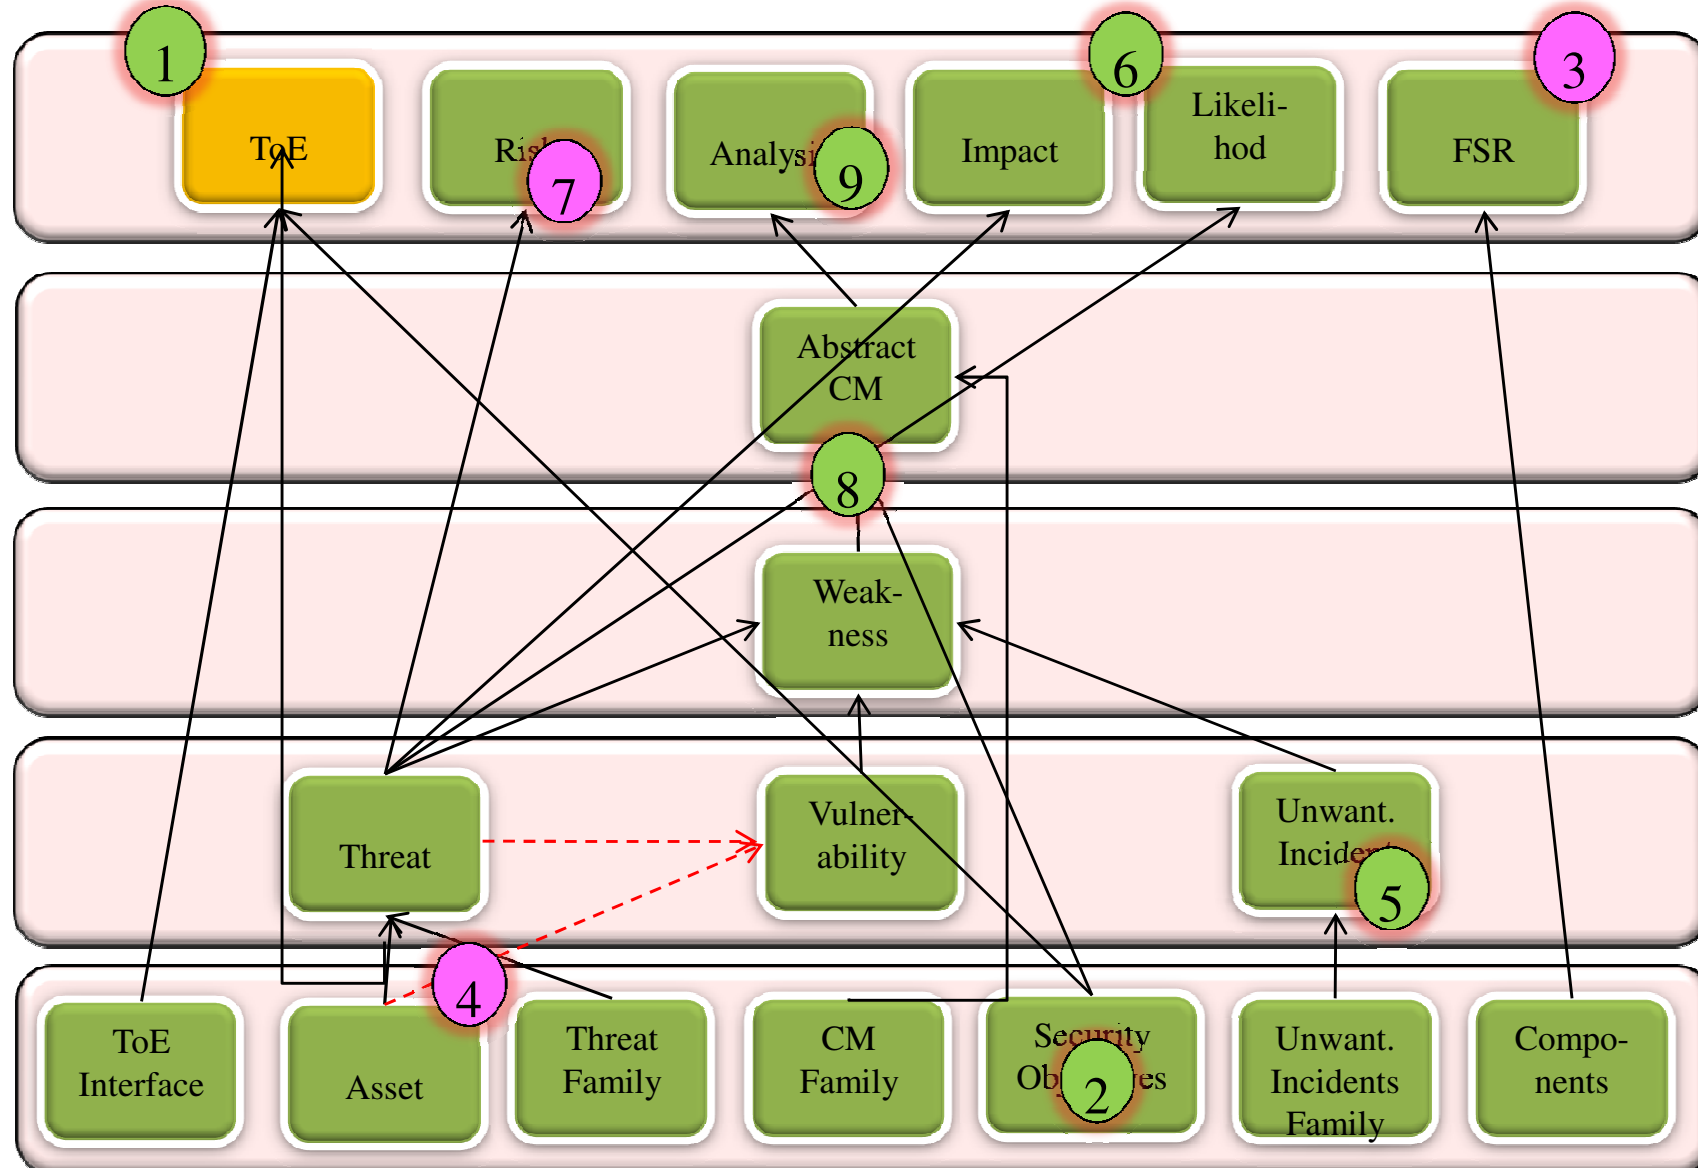 1
6
3
ToE
7
9
Impact
Likeli-
hod
FSR
Abstract
CM
8
Weak-
ness
Threat
Vulner-
ability
Unwant.
5
4
ToE
Interface
Asset
Threat
Family
CM
Family
Security
2
Unwant.
Incidents
Family
Compo-
nents